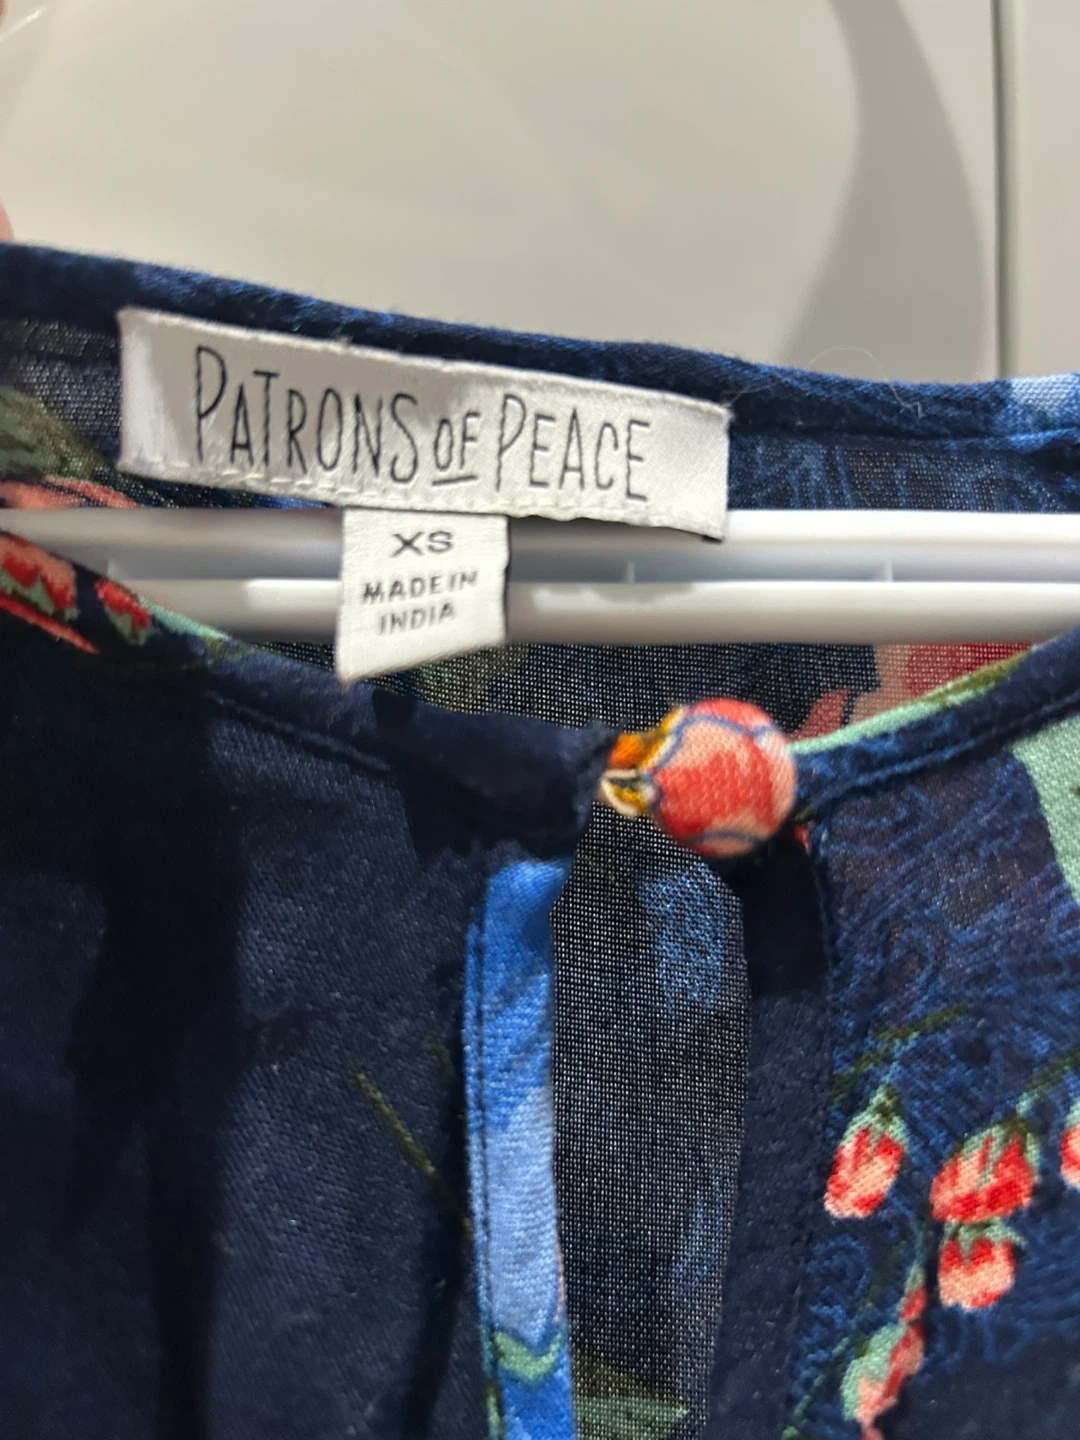 PATRONS OF PEACE
XS
MADE IN
INDIA